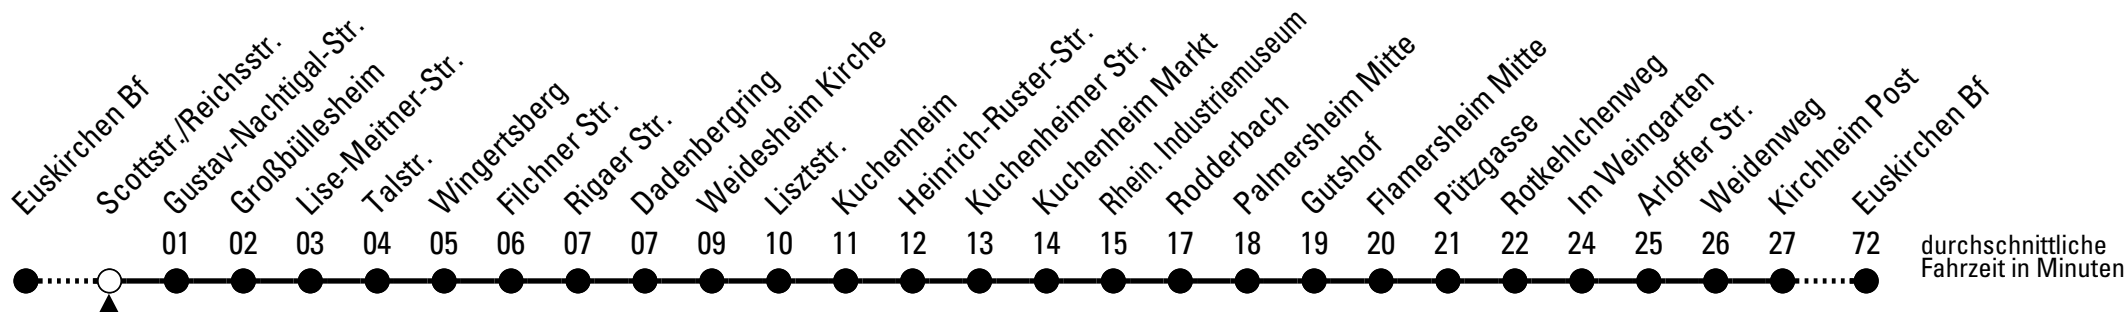 Euskirchen Bf
Scottstr./Reichsstr.
Gustav-Nachtigal-Str.
Großbüllesheim
Lise-Meitner-Str.
Talstr.
Wingertsberg
Filchner Str.
Rigaer Str.
Dadenbergring
Weidesheim Kirche
Lisztstr.
Kuchenheim
Heinrich-Ruster-Str.
Kuchenheimer Str.
Kuchenheim Markt
Rhein. Industriemuseum
Rodderbach
Palmersheim Mitte
Gutshof
Flamersheim Mitte
Pützgasse
Rotkehlchenweg
Im Weingarten
Arloffer Str.
Weidenweg
Kirchheim Post
Euskirchen Bf
01 02 03 04 05 06 07 07 09 10 11 12 13 14 15 17 18 19 20 21 22 24 25 26 27 72
durchschnittliche
Fahrzeit in Minuten